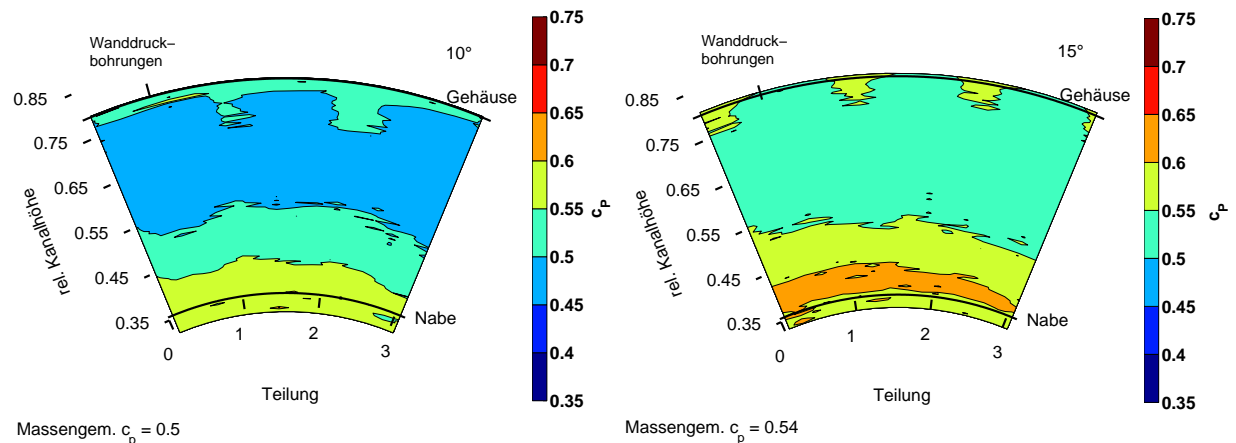 Wanddruck–
bohrungen
10°
Gehäuse
0.85
0.75
0.65
0.55
0.45
0.35
rel. Kanalhöhe
Nabe
0
1
2
3
Teilung
0.75
0.7
0.65
0.6
0.55
0.5
0.45
0.4
0.35
cP
Massengem. cp = 0.5
Wanddruck–
bohrungen
15°
Gehäuse
0.85
0.75
0.65
0.55
0.45
0.35
rel. Kanalhöhe
Nabe
0
1
2
3
Teilung
0.75
0.7
0.65
0.6
0.55
0.5
0.45
0.4
0.35
cP
Massengem. cp = 0.54